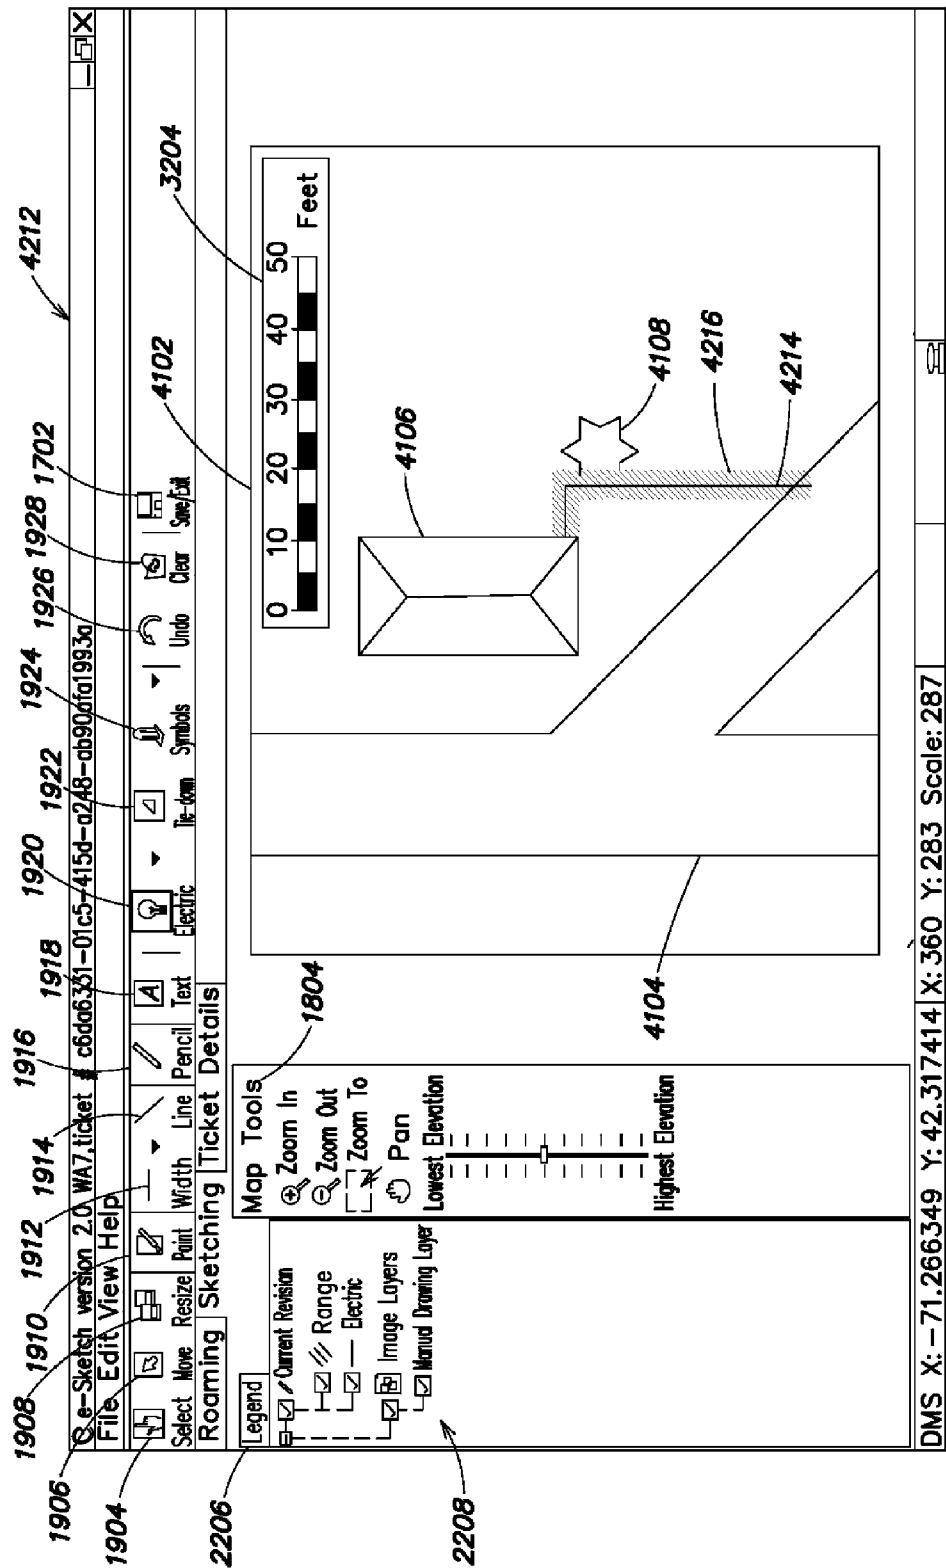 4212
1908 1910 1912 1914 1916 1918 1920 1922 1924 1926 1928 1702 4102 3204
1906
1904
2206
e-Sketch version 2.0 WA7,ticket # c6da6331-01c5-415d-a248-ab90afa1993a
File Edit View Help
Select Move Resize Paint Width Line Pencil Text Electric Tie-down Symbols Undo Clear Save/Exit
Roaming Sketching Ticket Details
Legend
Current Revision
Range
Electric
Image Layers
Manual Drawing Layer
2208
Map Tools
Zoom In
Zoom Out
Zoom To
Pan
Lowest Elevation
Highest Elevation
1804
0 10 20 30 40 50
Feet
4106
4108
4216
4214
4104
DMS X: -71.266349 Y: 42.317414 X: 360 Y: 283 Scale: 287